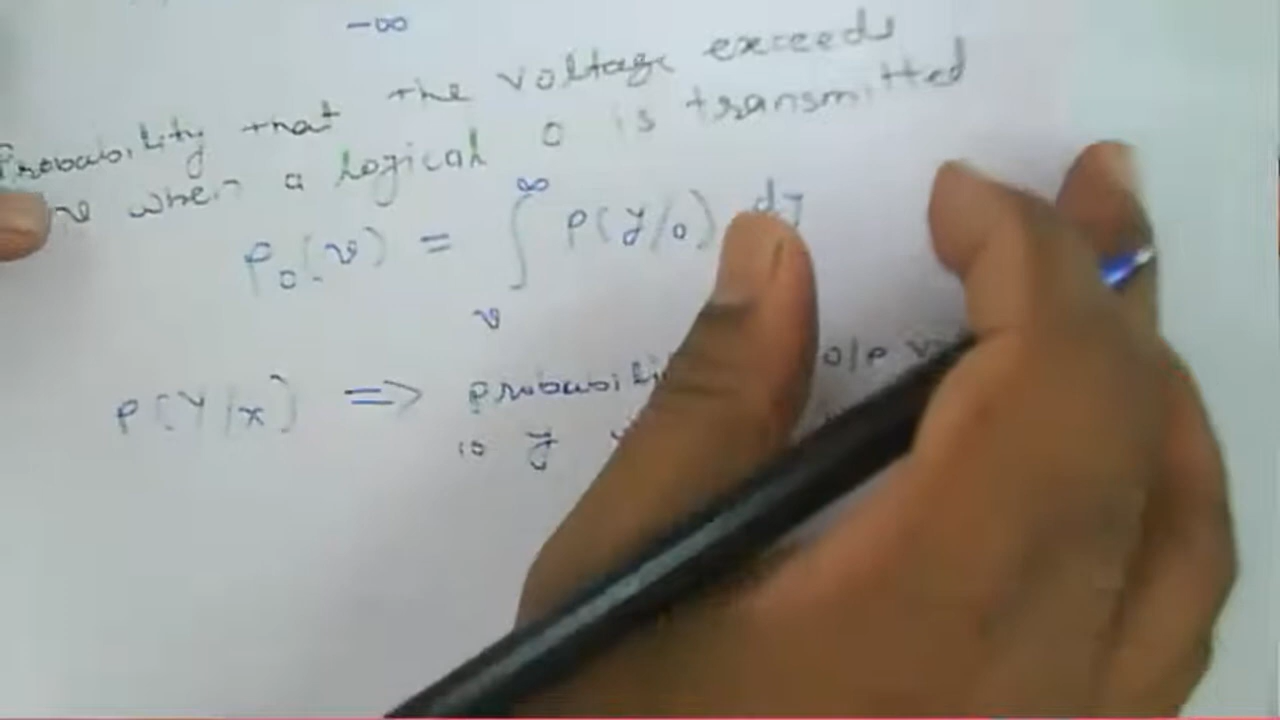 -∞
Probability that the voltage exceeds
v when a logical 0 is transmitted
∞
P₀(v) = ∫ P(y/0) dy
v
P(Y/x) => probabili o/p
is y